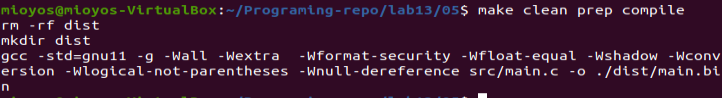 mioyos@mioyos-VirtualBox:~/Programing-repo/lab13/05$ make clean prep compile
rm -rf dist
mkdir dist
gcc -std=gnu11 -g -Wall -Wextra  -Wformat-security -Wfloat-equal -Wshadow -Wconv
ersion -Wlogical-not-parentheses -Wnull-dereference src/main.c -o ./dist/main.bi
n